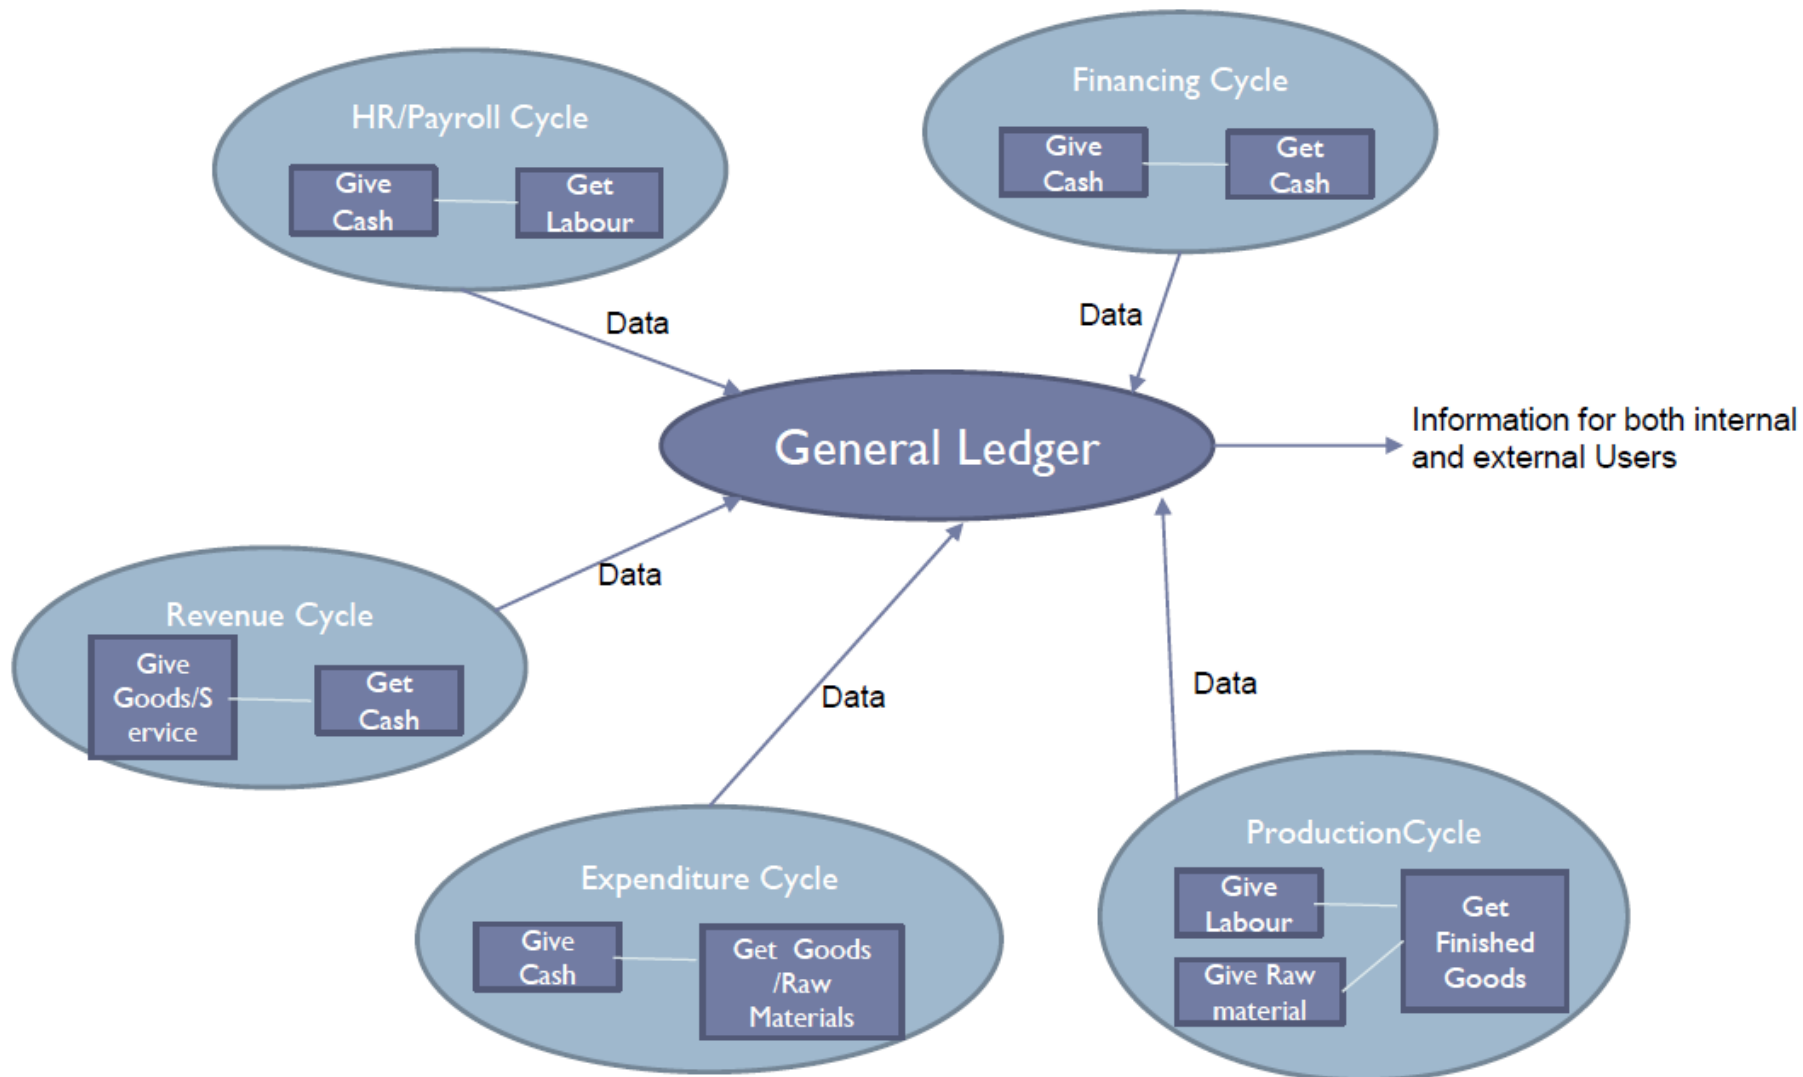 HR/Payroll Cycle
Give
Cash
Get
Labour
Financing Cycle
Give
Cash
Get
Cash
Data
Data
General Ledger
Information for both internal
and external Users
Data
Revenue Cycle
Give
Goods/S
ervice
Get
Cash
Data
Data
Expenditure Cycle
Give
Cash
Get Goods
/Raw
Materials
ProductionCycle
Give
Labour
Give Raw
material
Get
Finished
Goods